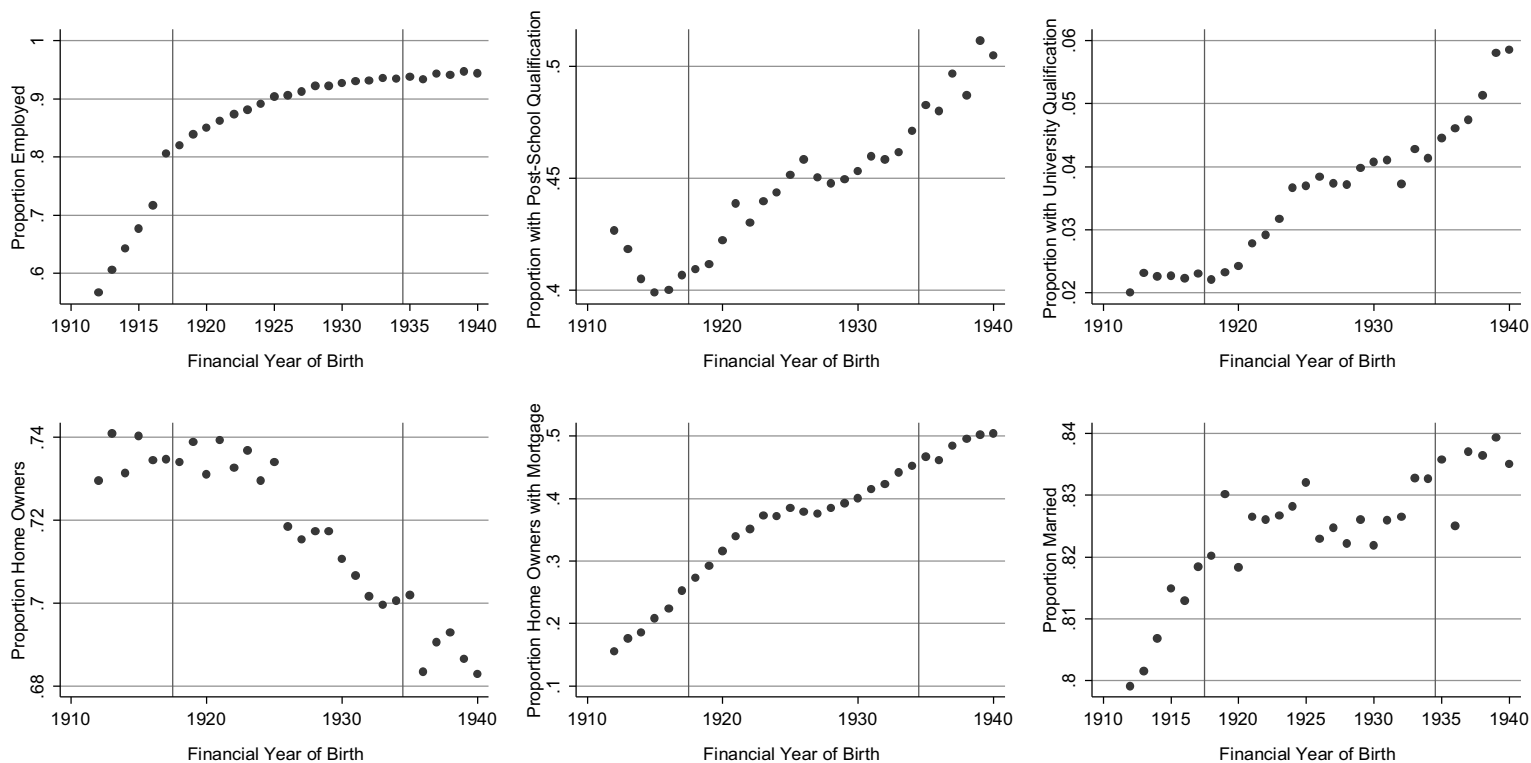 Proportion Employed
1
.9
.8
.7
.6
1910 1915 1920 1925 1930 1935 1940
Financial Year of Birth
Proportion with Post-School Qualification
.5
.45
.4
1910 1920 1930 1940
Financial Year of Birth
Proportion with University Qualification
.06
.05
.04
.03
.02
1910 1920 1930 1940
Financial Year of Birth
Proportion Home Owners
.74
.72
.7
.68
1910 1920 1930 1940
Financial Year of Birth
Proportion Home Owners with Mortgage
.5
.4
.3
.2
.1
1910 1920 1930 1940
Financial Year of Birth
Proportion Married
.84
.83
.82
.81
.8
1910 1915 1920 1925 1930 1935 1940
Financial Year of Birth